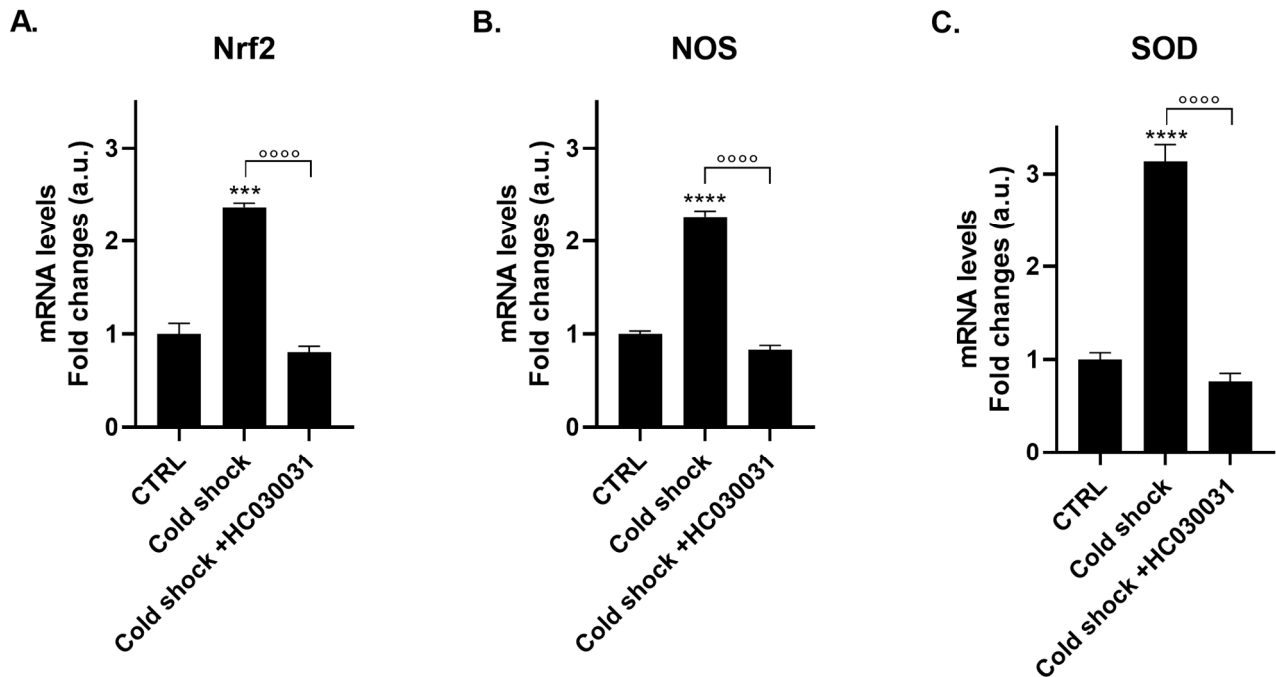 A.
Nrf2
mRNA levels
Fold changes (a.u.)
3
2
1
0
°°°°
***
CTRL
Cold shock
Cold shock +HC030031
B.
NOS
mRNA levels
Fold changes (a.u.)
3
2
1
0
°°°°
****
CTRL
Cold shock
Cold shock +HC030031
C.
SOD
mRNA levels
Fold changes (a.u.)
3
2
1
0
°°°°
****
CTRL
Cold shock
Cold shock +HC030031